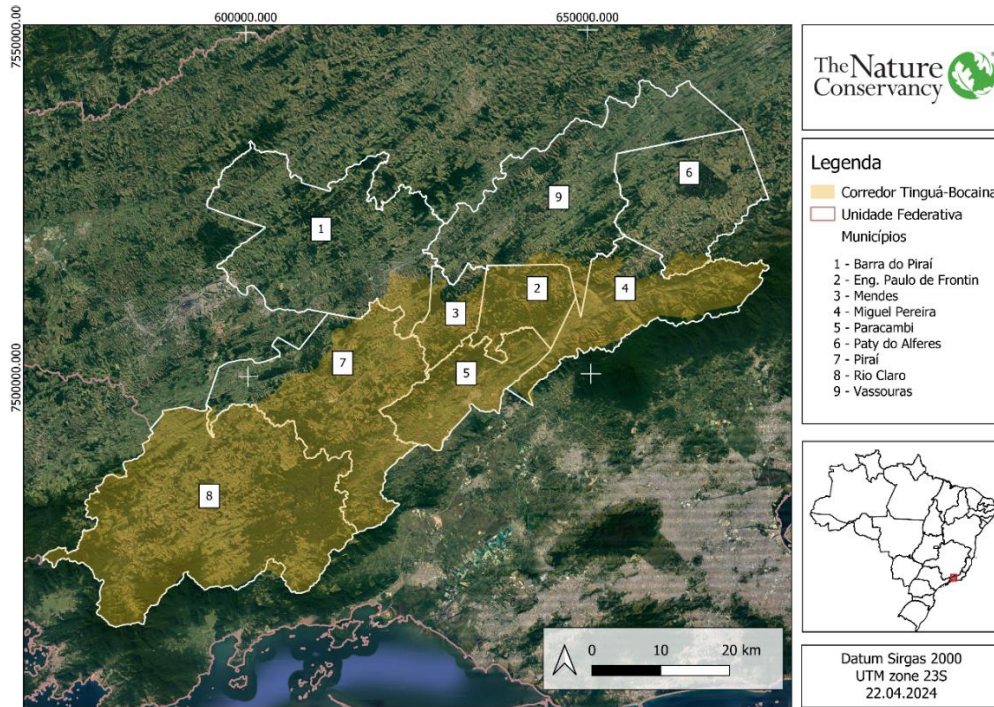 600000.000
650000.000
7550000.00
7500000.000
1
9
6
2
4
3
7
5
8
0 10 20 km
The Nature
Conservancy
Legenda
Corredor Tinguá-Bocaina
Unidade Federativa
Municípios
1 - Barra do Piraí
2 - Eng. Paulo de Frontin
3 - Mendes
4 - Miguel Pereira
5 - Paracambi
6 - Paty do Alferes
7 - Piraí
8 - Rio Claro
9 - Vassouras
Datum Sirgas 2000
UTM zone 23S
22.04.2024